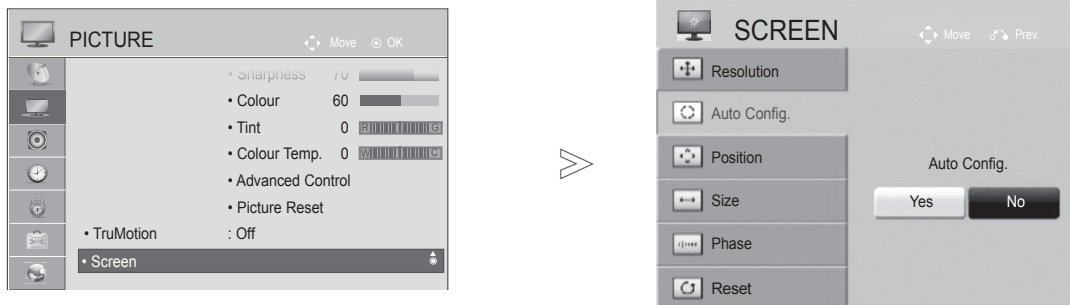 PICTURE
Move OK
• Sharpness 70
• Colour 60
• Tint 0 R G
• Colour Temp. 0 W C
• Advanced Control
• Picture Reset
• TruMotion : Off
• Screen
SCREEN
Move Prev.
Resolution
Auto Config.
Position
Size
Phase
Reset
Auto Config.
Yes No